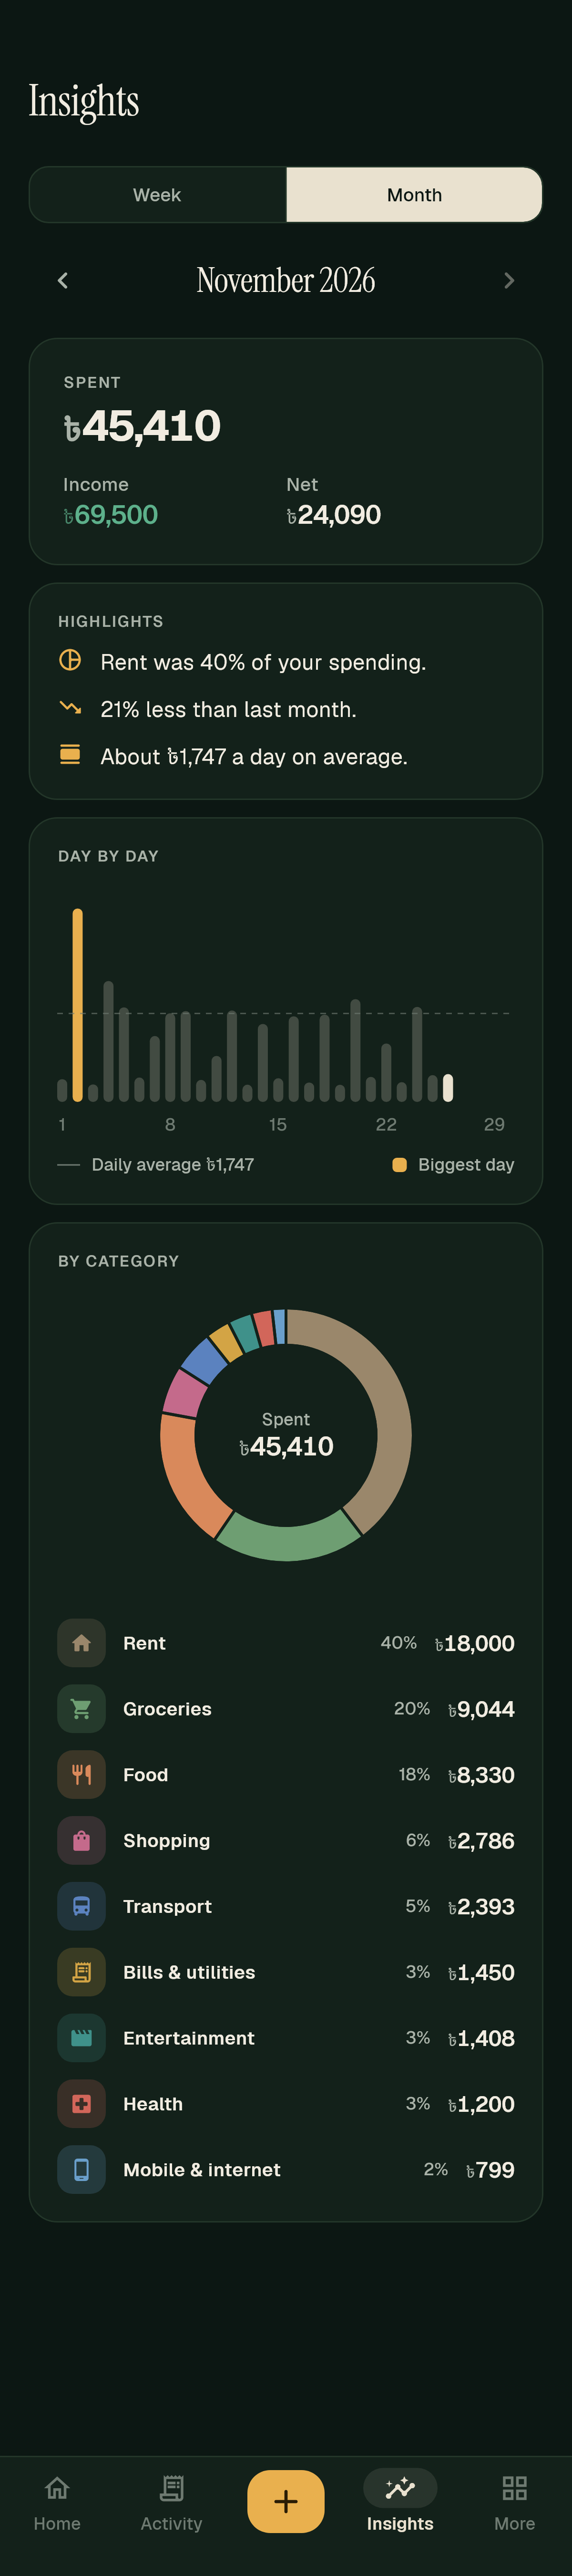 Insights
Week Month
November 2026
SPENT
৳45,410
Income Net
৳69,500 ৳24,090
HIGHLIGHTS
Rent was 40% of your spending.
21% less than last month.
About ৳1,747 a day on average.
DAY BY DAY
1 8 15 22 29
Daily average ৳1,747 Biggest day
BY CATEGORY
Spent
৳45,410
Rent 40% ৳18,000
Groceries 20% ৳9,044
Food 18% ৳8,330
Shopping 6% ৳2,786
Transport 5% ৳2,393
Bills & utilities 3% ৳1,450
Entertainment 3% ৳1,408
Health 3% ৳1,200
Mobile & internet 2% ৳799
Home Activity Insights More